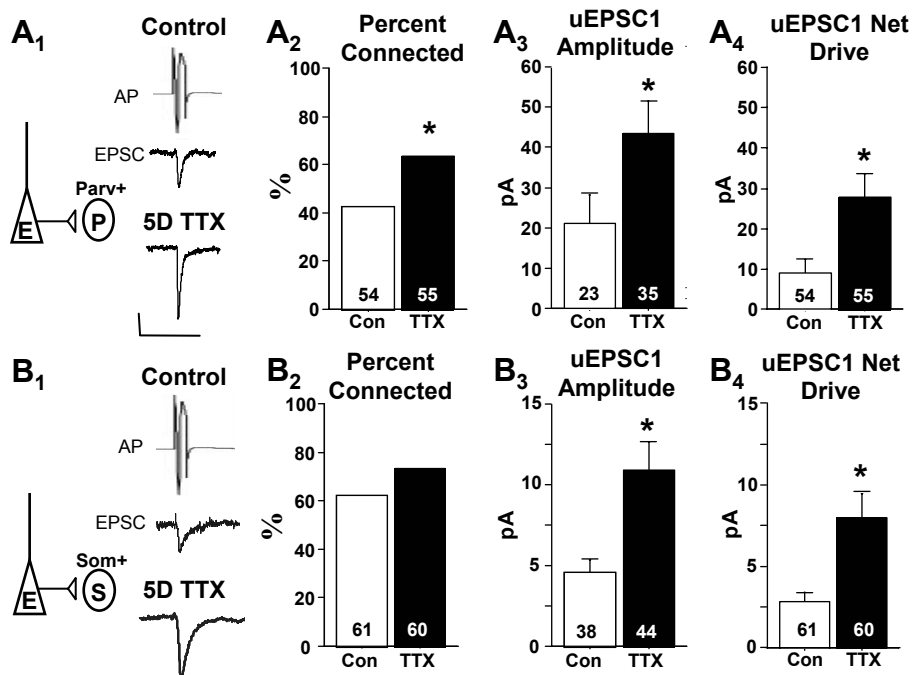 A1
Control
AP
EPSC
E
Parv+
P
5D TTX
A2
Percent
Connected
%
100
80
60
40
20
0
*
54
55
Con
TTX
A3
uEPSC1
Amplitude
pA
60
50
40
30
20
10
0
*
23
35
Con
TTX
A4
uEPSC1 Net
Drive
pA
60
50
40
30
20
10
0
*
54
55
Con
TTX
B1
Control
AP
EPSC
E
Som+
S
5D TTX
B2
Percent
Connected
%
100
80
60
40
20
0
61
60
Con
TTX
B3
uEPSC1
Amplitude
pA
15
10
5
0
*
38
44
Con
TTX
B4
uEPSC1 Net
Drive
pA
15
10
5
0
*
61
60
Con
TTX